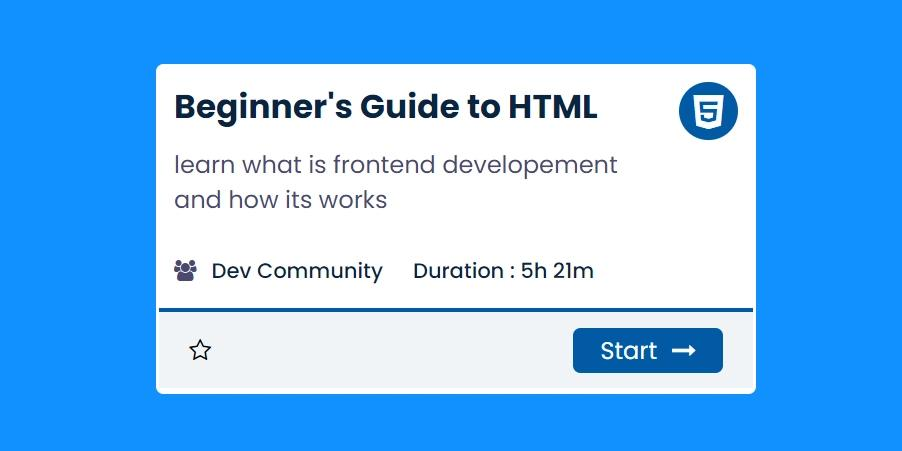 Beginner's Guide to HTML
learn what is frontend developement
and how its works
Dev Community Duration : 5h 21m
Start